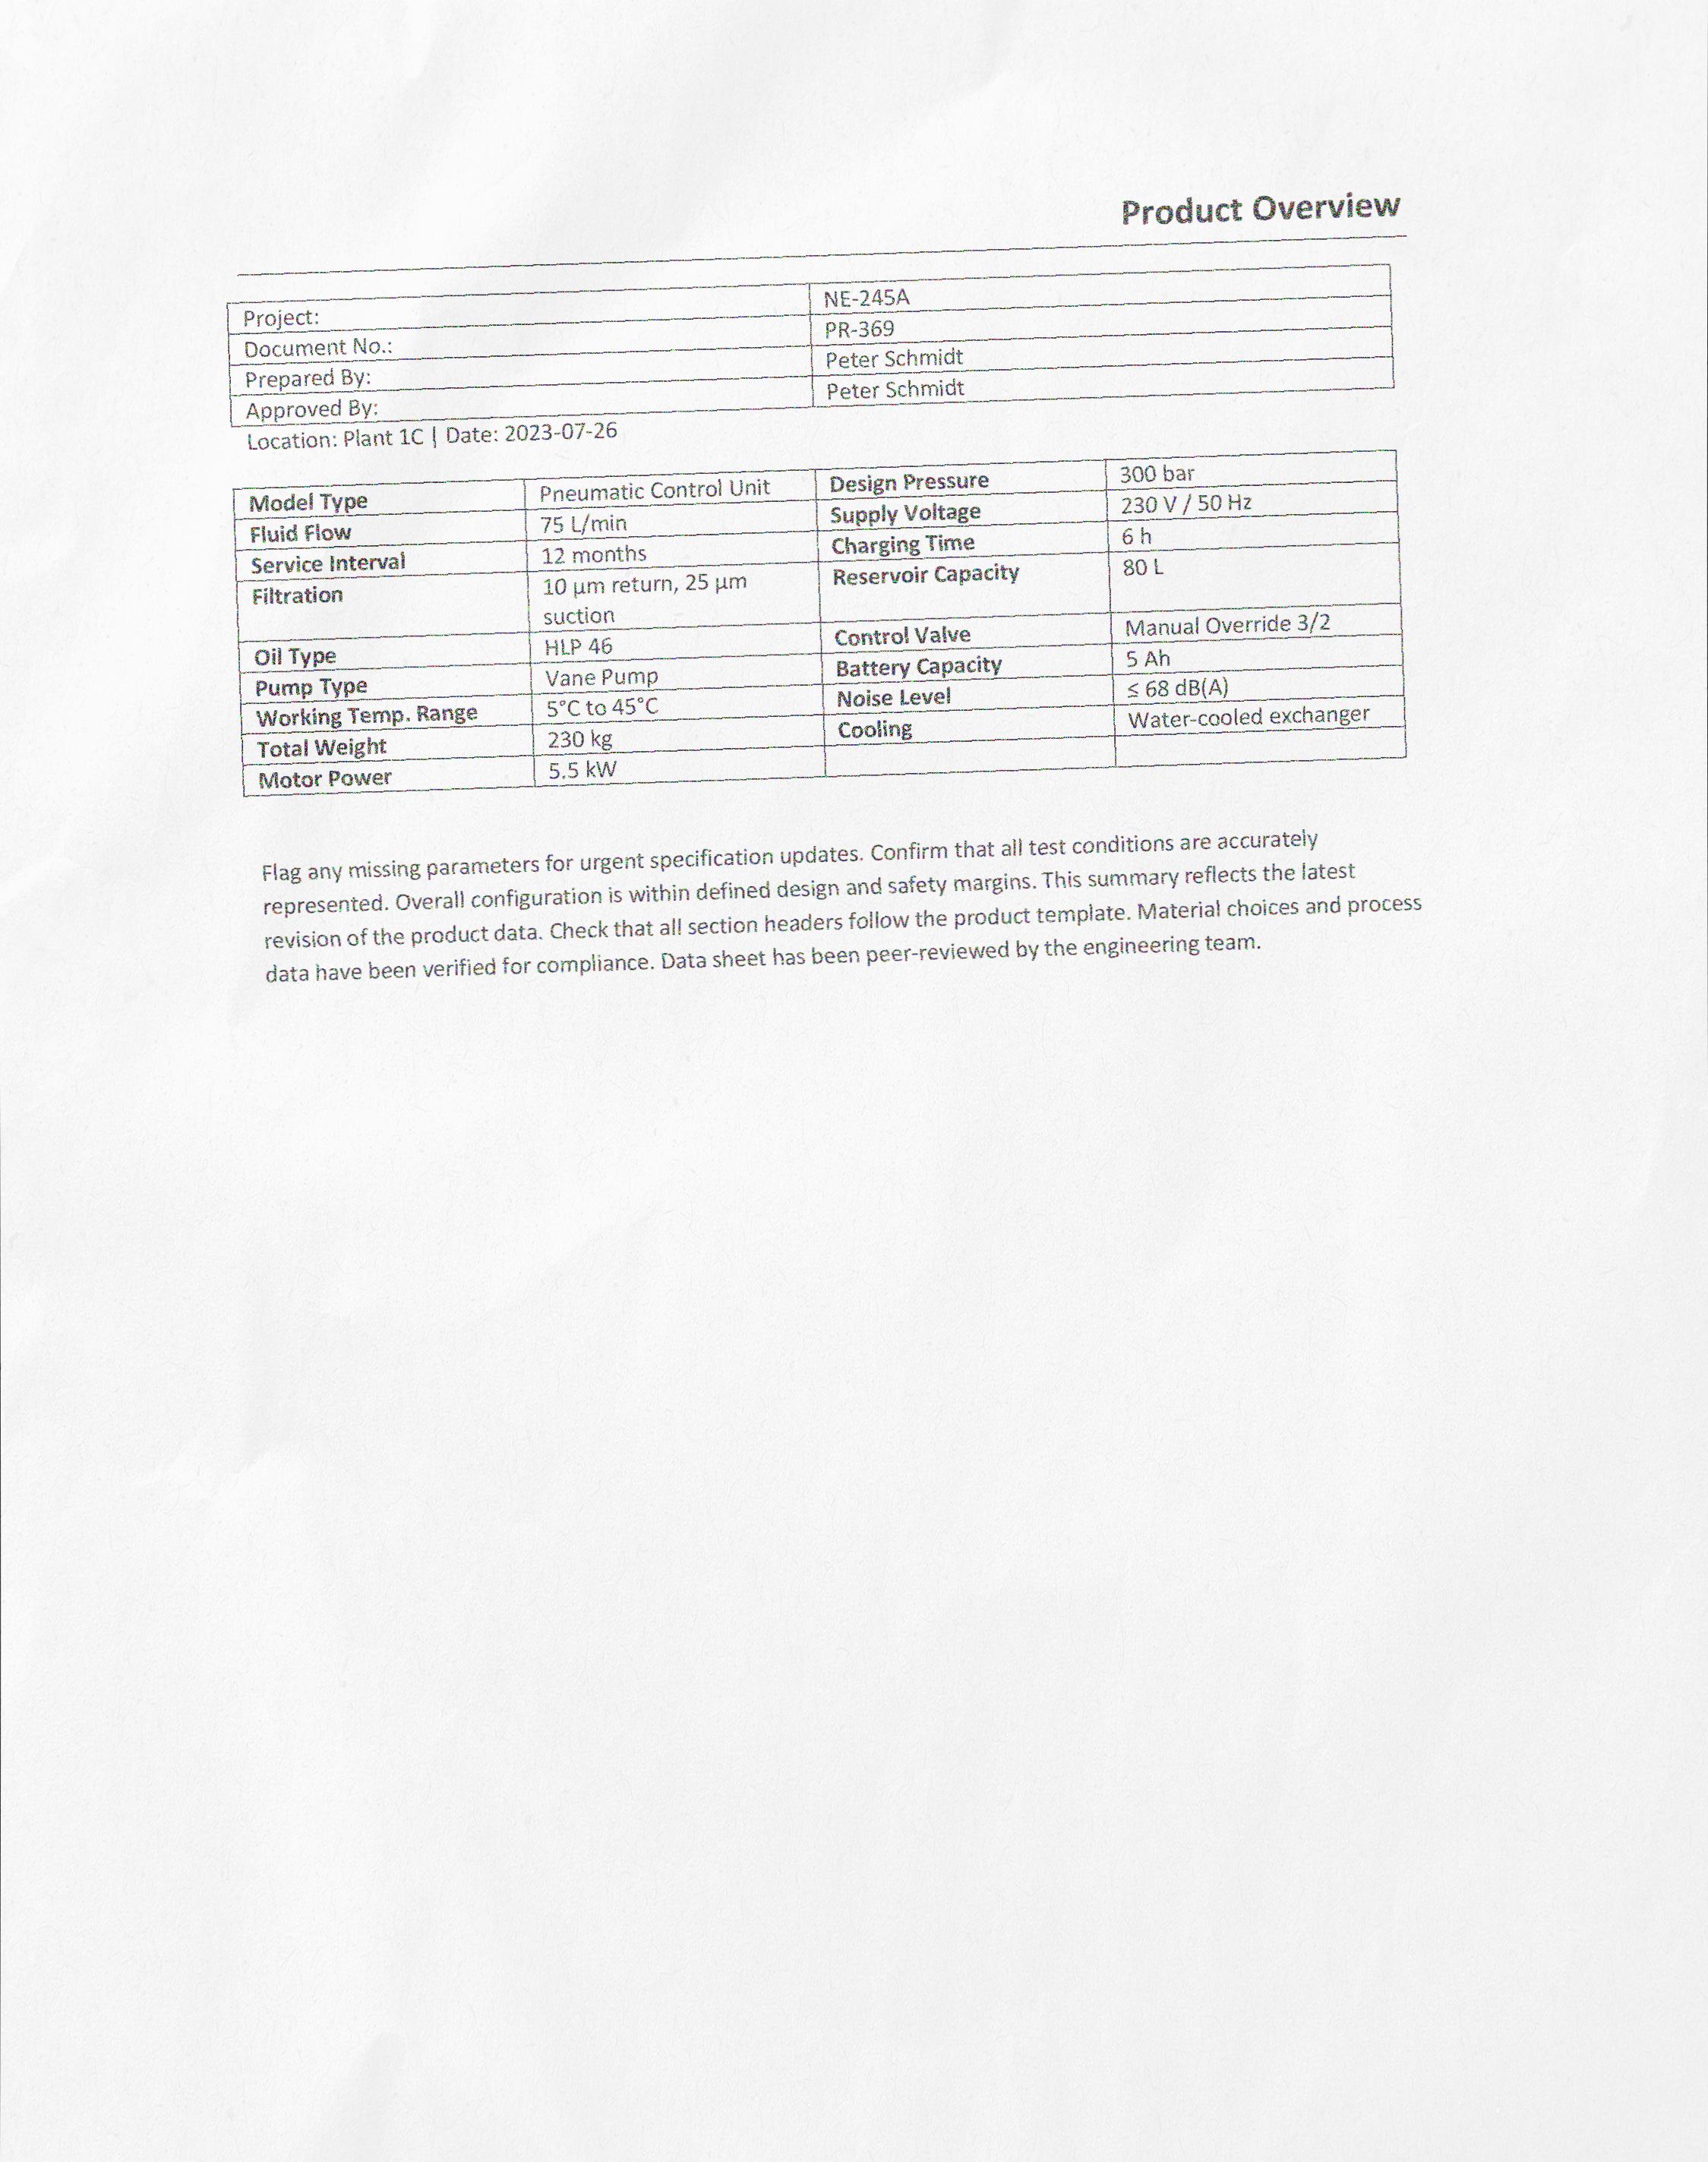 Product Overview
Project: NE-245A
Document No.: PR-369
Prepared By: Peter Schmidt
Approved By: Peter Schmidt
Location: Plant 1C | Date: 2023-07-26
Model Type Pneumatic Control Unit Design Pressure 300 bar
Fluid Flow 75 L/min Supply Voltage 230 V / 50 Hz
Service Interval 12 months Charging Time 6 h
Filtration 10 µm return, 25 µm Reservoir Capacity 80 L
suction
Oil Type HLP 46 Control Valve Manual Override 3/2
Pump Type Vane Pump Battery Capacity 5 Ah
Working Temp. Range 5°C to 45°C Noise Level ≤ 68 dB(A)
Total Weight 230 kg Cooling Water-cooled exchanger
Motor Power 5.5 kW
Flag any missing parameters for urgent specification updates. Confirm that all test conditions are accurately
represented. Overall configuration is within defined design and safety margins. This summary reflects the latest
revision of the product data. Check that all section headers follow the product template. Material choices and process
data have been verified for compliance. Data sheet has been peer-reviewed by the engineering team.